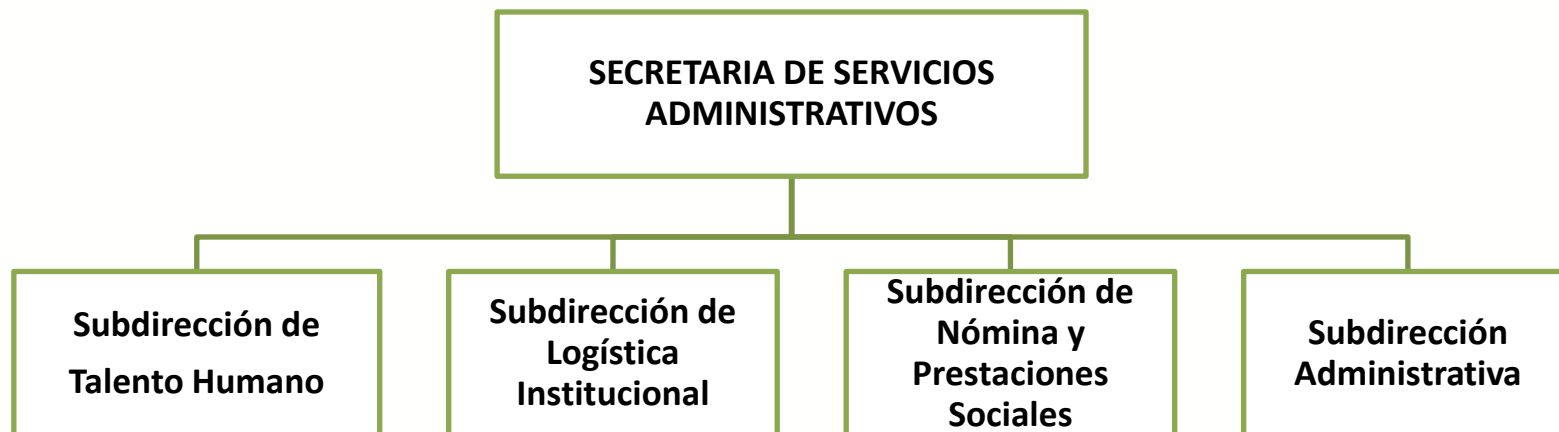 SECRETARIA DE SERVICIOS
ADMINISTRATIVOS
Subdirección de
Talento Humano
Subdirección de
Logística
Institucional
Subdirección de
Nómina y
Prestaciones
Sociales
Subdirección
Administrativa